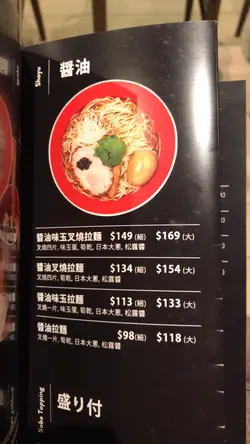 Shoyu
醤油
醬油味玉叉燒拉麵 $149(細) $169(大)
叉燒四片, 味玉蛋, 筍乾, 日本大蔥, 松露醬
醬油叉燒拉麵 $134(細) $154(大)
叉燒四片, 筍乾, 日本大蔥, 松露醬
醬油味玉拉麵 $113(細) $133(大)
叉燒一片, 味玉蛋, 筍乾, 日本大蔥, 松露醬
醬油拉麵 $98(細) $118(大)
叉燒一片, 筍乾, 日本大蔥, 松露醬
Topping
盛り付